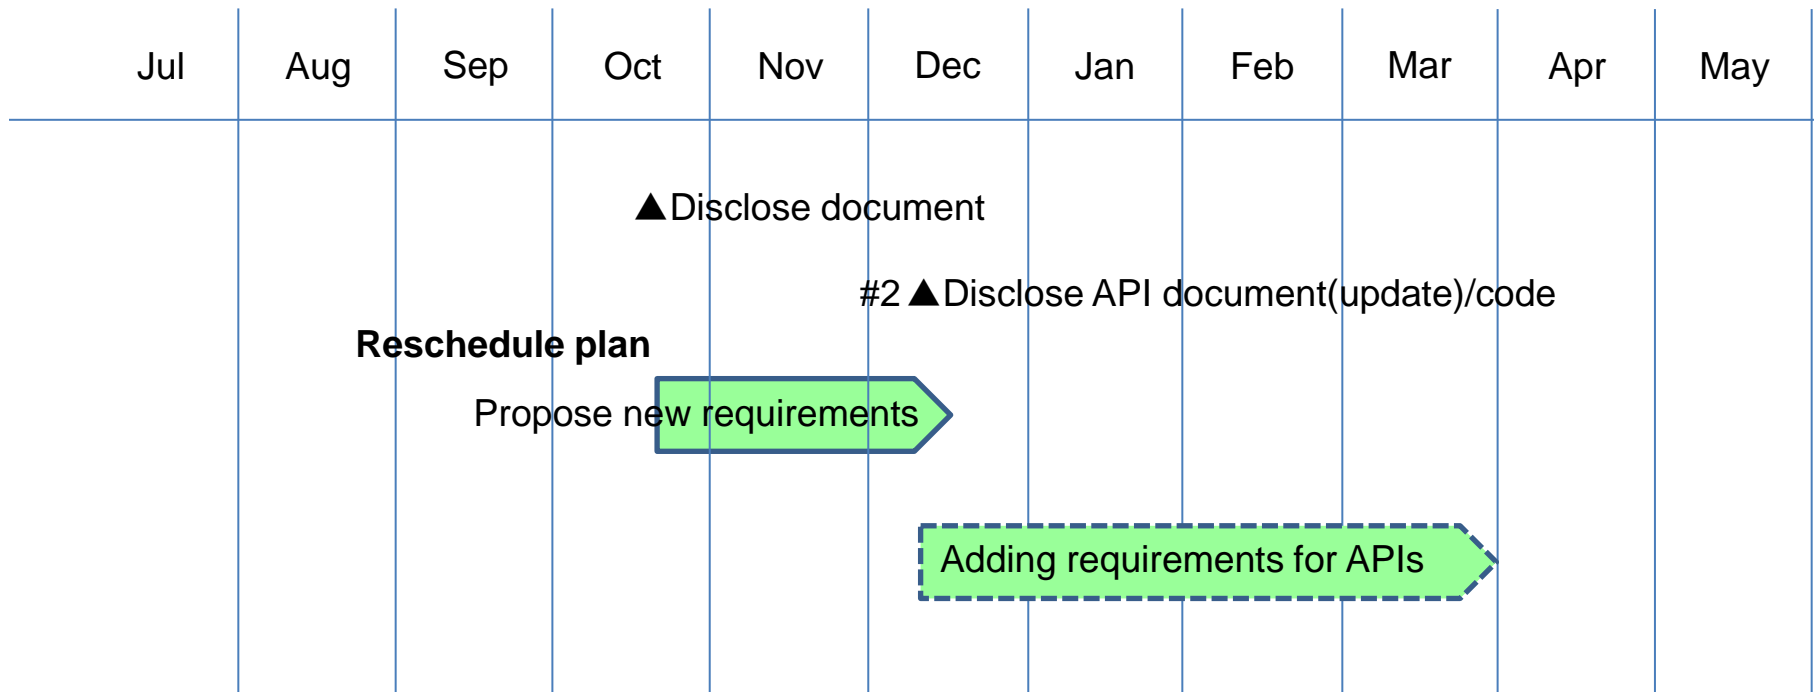 Jul Aug Sep Oct Nov Dec Jan Feb Mar Apr May
▲Disclose document
#2 ▲Disclose API document(update)/code
Reschedule plan
Propose new requirements
Adding requirements for APIs